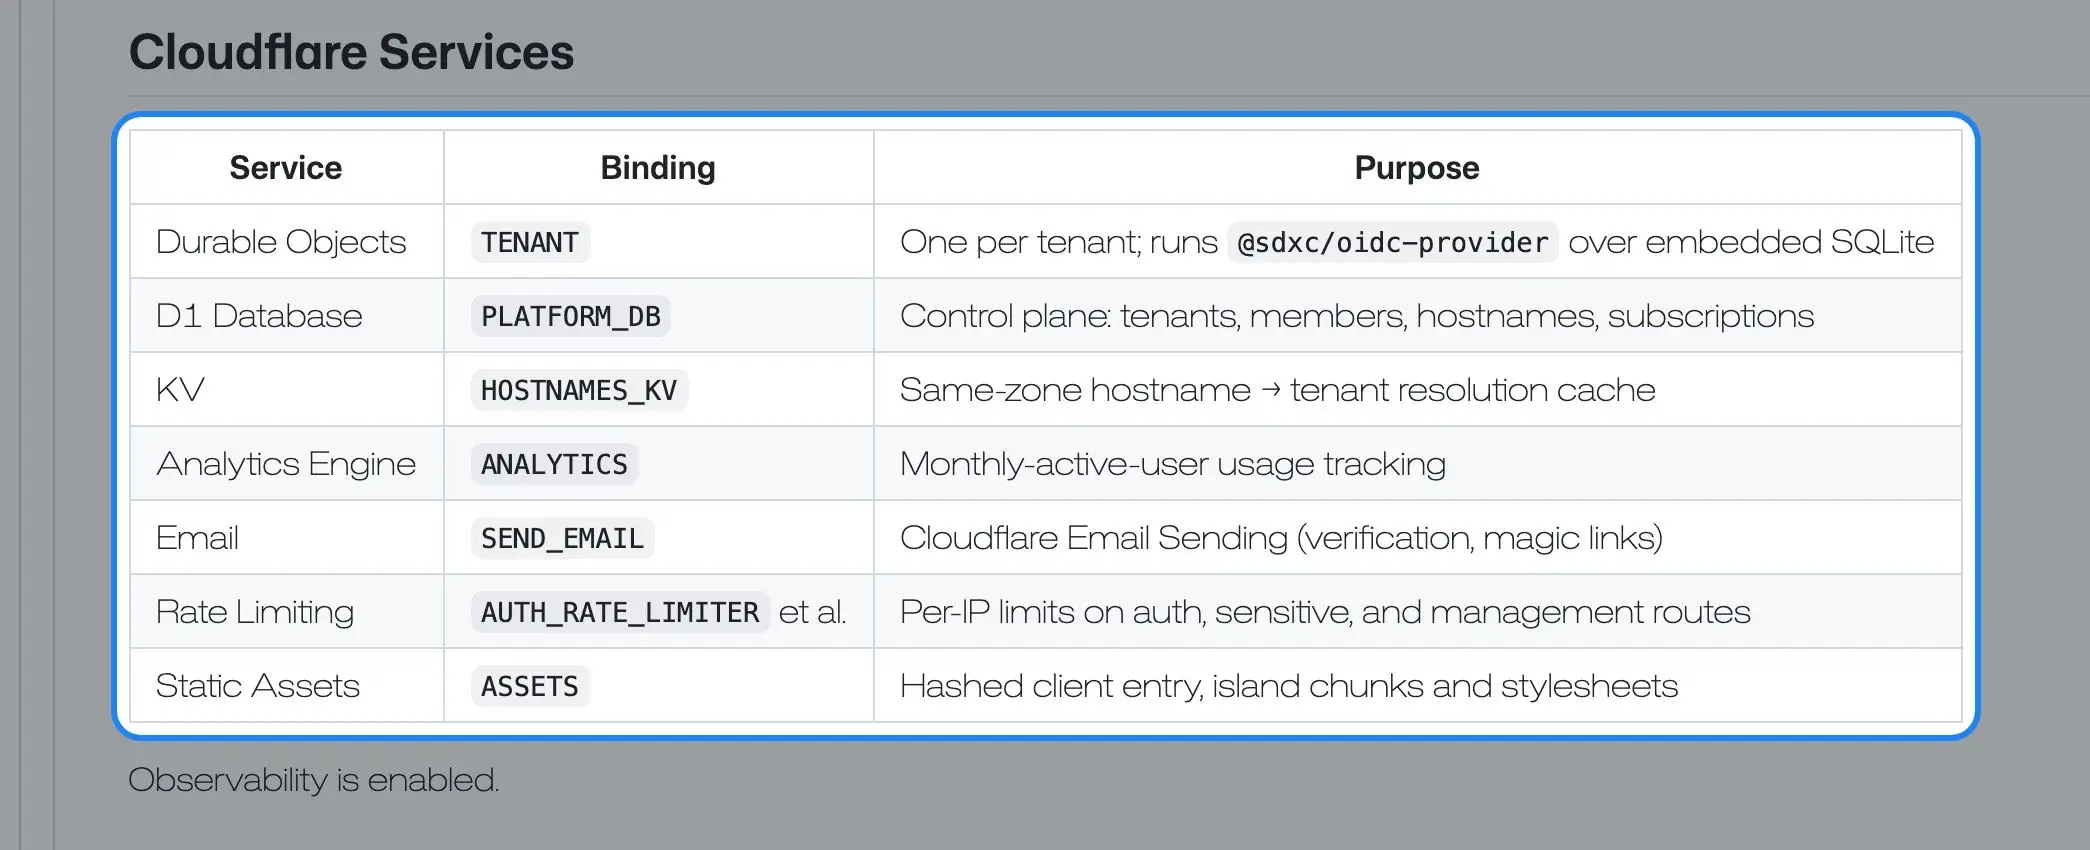 Cloudflare Services
Service Binding Purpose
Durable Objects TENANT One per tenant; runs @sdxc/oidc-provider over embedded SQLite
D1 Database PLATFORM_DB Control plane: tenants, members, hostnames, subscriptions
KV HOSTNAMES_KV Same-zone hostname → tenant resolution cache
Analytics Engine ANALYTICS Monthly-active-user usage tracking
Email SEND_EMAIL Cloudflare Email Sending (verification, magic links)
Rate Limiting AUTH_RATE_LIMITER et al. Per-IP limits on auth, sensitive, and management routes
Static Assets ASSETS Hashed client entry, island chunks and stylesheets
Observability is enabled.